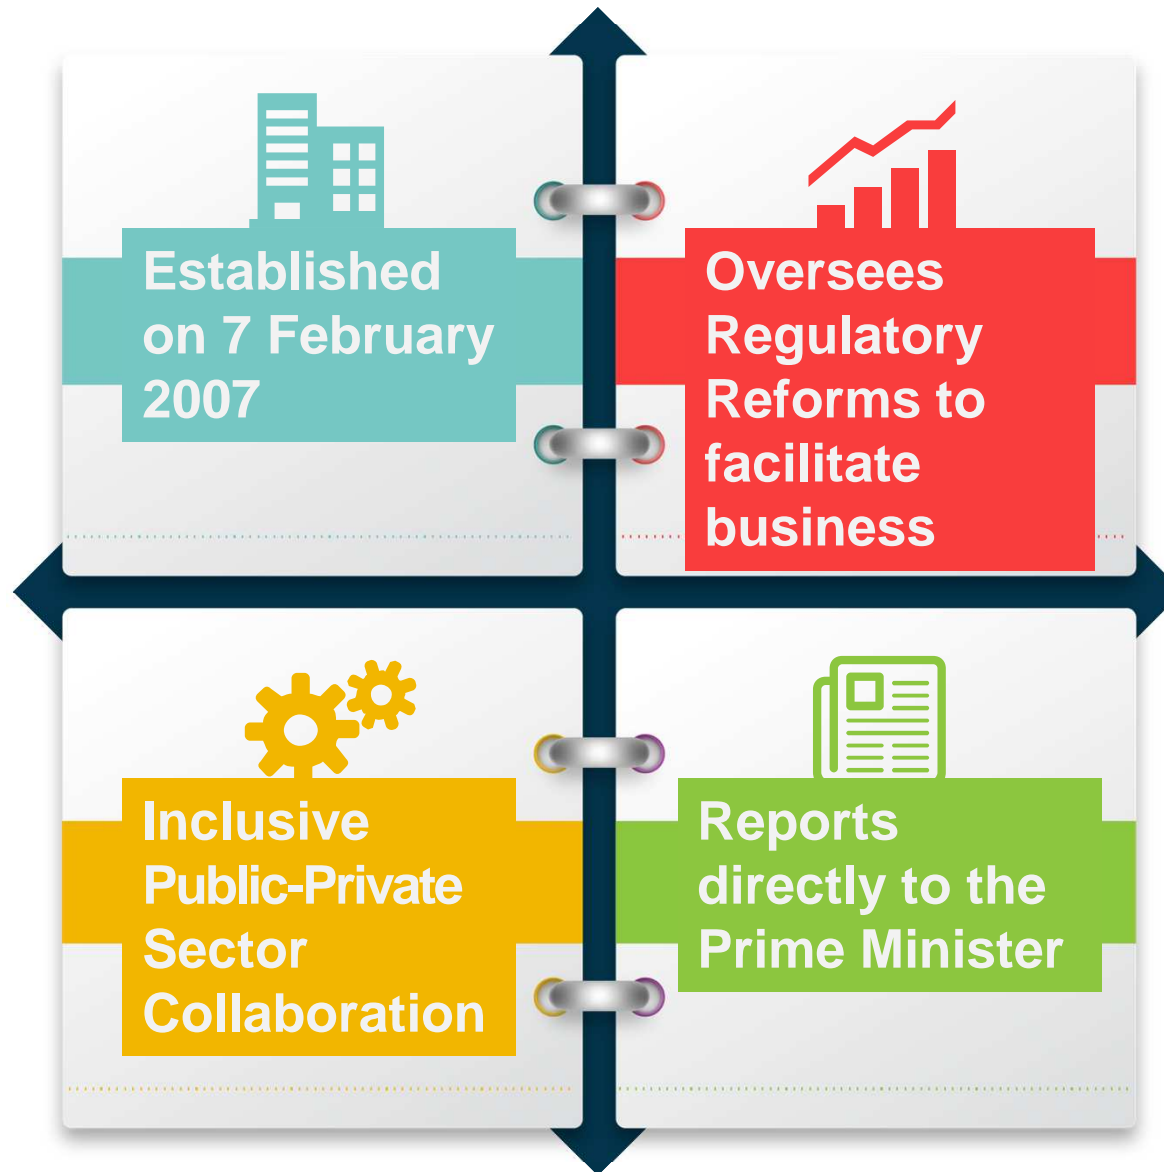 Established
on 7 February
2007
Oversees
Regulatory
Reforms to
facilitate
business
Inclusive
Public-Private
Sector
Collaboration
Reports
directly to the
Prime Minister